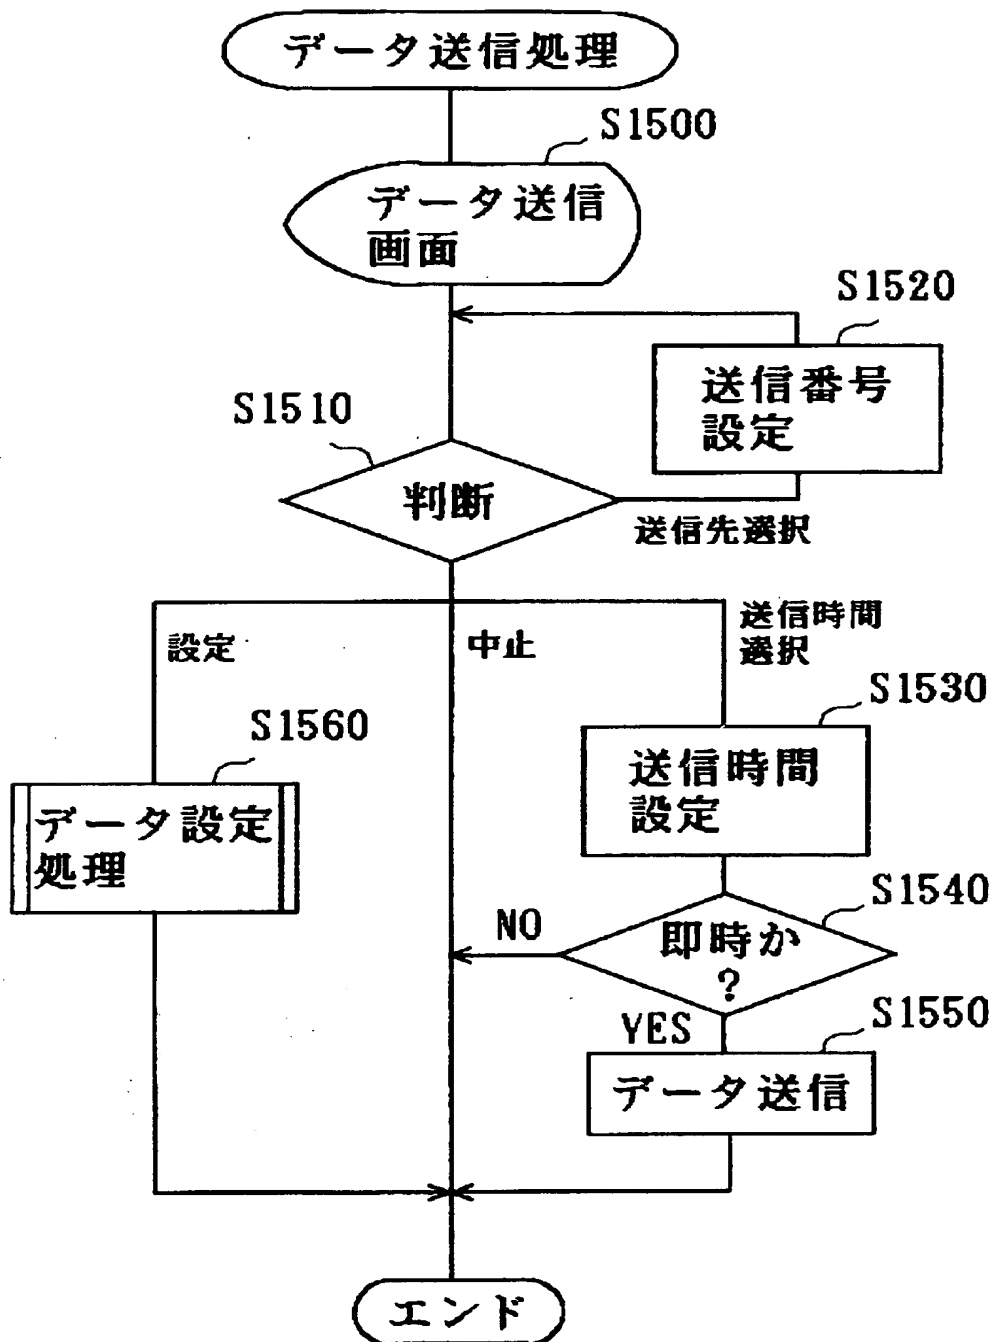 データ送信処理
S1500
データ送信
画面
S1520
送信番号
設定
S1510
判断
送信先選択
設定
中止
送信時間
選択
S1530
送信時間
設定
S1560
データ設定
処理
S1540
即時か
?
NO
YES
S1550
データ送信
エンド